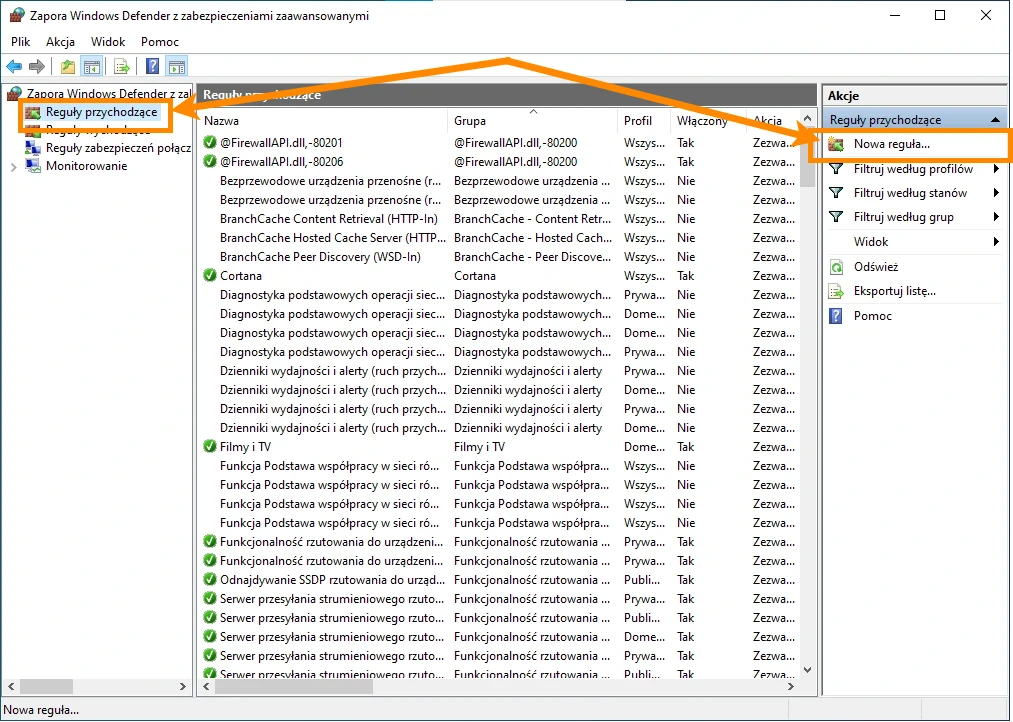 Zapora Windows Defender z zabezpieczeniami zaawansowanymi
Plik Akcja Widok Pomoc
Zapora Windows Defender z zal
Reguły przychodzące
Reguły wychodzące
Reguły zabezpieczeń połącz
Monitorowanie
Reguły przychodzące
Nazwa Grupa Profil Włączony Akcja
@FirewallAPI.dll,-80201 @FirewallAPI.dll,-80200 Wszys... Tak Zezwa...
@FirewallAPI.dll,-80206 @FirewallAPI.dll,-80200 Wszys... Tak Zezwa...
Bezprzewodowe urządzenia przenośne (r... Bezprzewodowe urządzenia ... Wszys... Nie Zezwa...
Bezprzewodowe urządzenia przenośne (r... Bezprzewodowe urządzenia ... Wszys... Nie Zezwa...
BranchCache Content Retrieval (HTTP-In) BranchCache - Content Retr... Wszys... Nie Zezwa...
BranchCache Hosted Cache Server (HTTP... BranchCache - Hosted Cach... Wszys... Nie Zezwa...
BranchCache Peer Discovery (WSD-In) BranchCache - Peer Discove... Wszys... Nie Zezwa...
Cortana Cortana Wszys... Tak Zezwa...
Diagnostyka podstawowych operacji siec... Diagnostyka podstawowych... Prywa... Nie Zezwa...
Diagnostyka podstawowych operacji siec... Diagnostyka podstawowych... Dome... Nie Zezwa...
Diagnostyka podstawowych operacji siec... Diagnostyka podstawowych... Dome... Nie Zezwa...
Diagnostyka podstawowych operacji siec... Diagnostyka podstawowych... Prywa... Nie Zezwa...
Dzienniki wydajności i alerty (ruch przych... Dzienniki wydajności i alerty Prywa... Nie Zezwa...
Dzienniki wydajności i alerty (ruch przych... Dzienniki wydajności i alerty Dome... Nie Zezwa...
Dzienniki wydajności i alerty (ruch przych... Dzienniki wydajności i alerty Prywa... Nie Zezwa...
Dzienniki wydajności i alerty (ruch przych... Dzienniki wydajności i alerty Dome... Nie Zezwa...
Filmy i TV Filmy i TV Dome... Tak Zezwa...
Funkcja Podstawa współpracy w sieci ró... Funkcja Podstawa współpra... Wszys... Nie Zezwa...
Funkcja Podstawa współpracy w sieci ró... Funkcja Podstawa współpra... Wszys... Nie Zezwa...
Funkcja Podstawa współpracy w sieci ró... Funkcja Podstawa współpra... Wszys... Nie Zezwa...
Funkcja Podstawa współpracy w sieci ró... Funkcja Podstawa współpra... Wszys... Nie Zezwa...
Funkcjonalność rzutowania do urządzeni... Funkcjonalność rzutowania ... Prywa... Tak Zezwa...
Funkcjonalność rzutowania do urządzeni... Funkcjonalność rzutowania ... Prywa... Tak Zezwa...
Odnajdywanie SSDP rzutowania do urząd... Funkcjonalność rzutowania ... Publi... Tak Zezwa...
Serwer przesyłania strumieniowego rzuto... Funkcjonalność rzutowania ... Prywa... Tak Zezwa...
Serwer przesyłania strumieniowego rzuto... Funkcjonalność rzutowania ... Publi... Tak Zezwa...
Serwer przesyłania strumieniowego rzuto... Funkcjonalność rzutowania ... Dome... Tak Zezwa...
Serwer przesyłania strumieniowego rzuto... Funkcjonalność rzutowania ... Prywa... Tak Zezwa...
Serwer przesyłania strumieniowego rzuto... Funkcjonalność rzutowania ... Publi... Tak Zezwa...
Akcje
Reguły przychodzące
Nowa reguła...
Filtruj według profilów
Filtruj według stanów
Filtruj według grup
Widok
Odśwież
Eksportuj listę...
Pomoc
Nowa reguła...